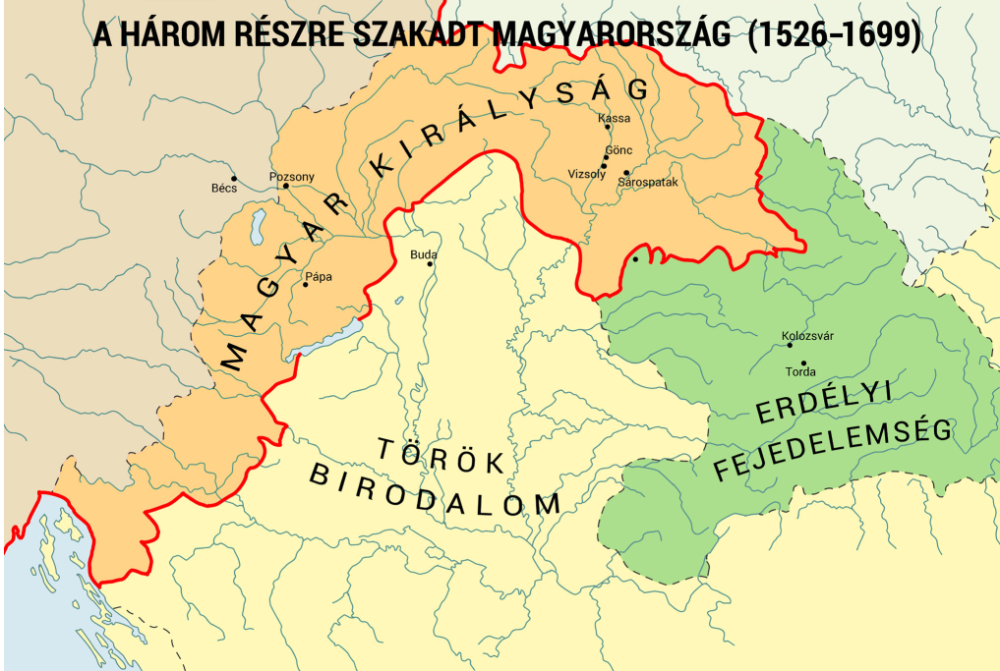 A HÁROM RÉSZRE SZAKADT MAGYARORSZÁG (1526–1699)
MAGYAR KIRÁLYSÁG
Kassa
Gönc
Vizsoly
Sárospatak
Bécs
Pozsony
Buda
Pápa
Kolozsvár
Torda
ERDÉLYI
FEJEDELEMSÉG
TÖRÖK
BIRODALOM